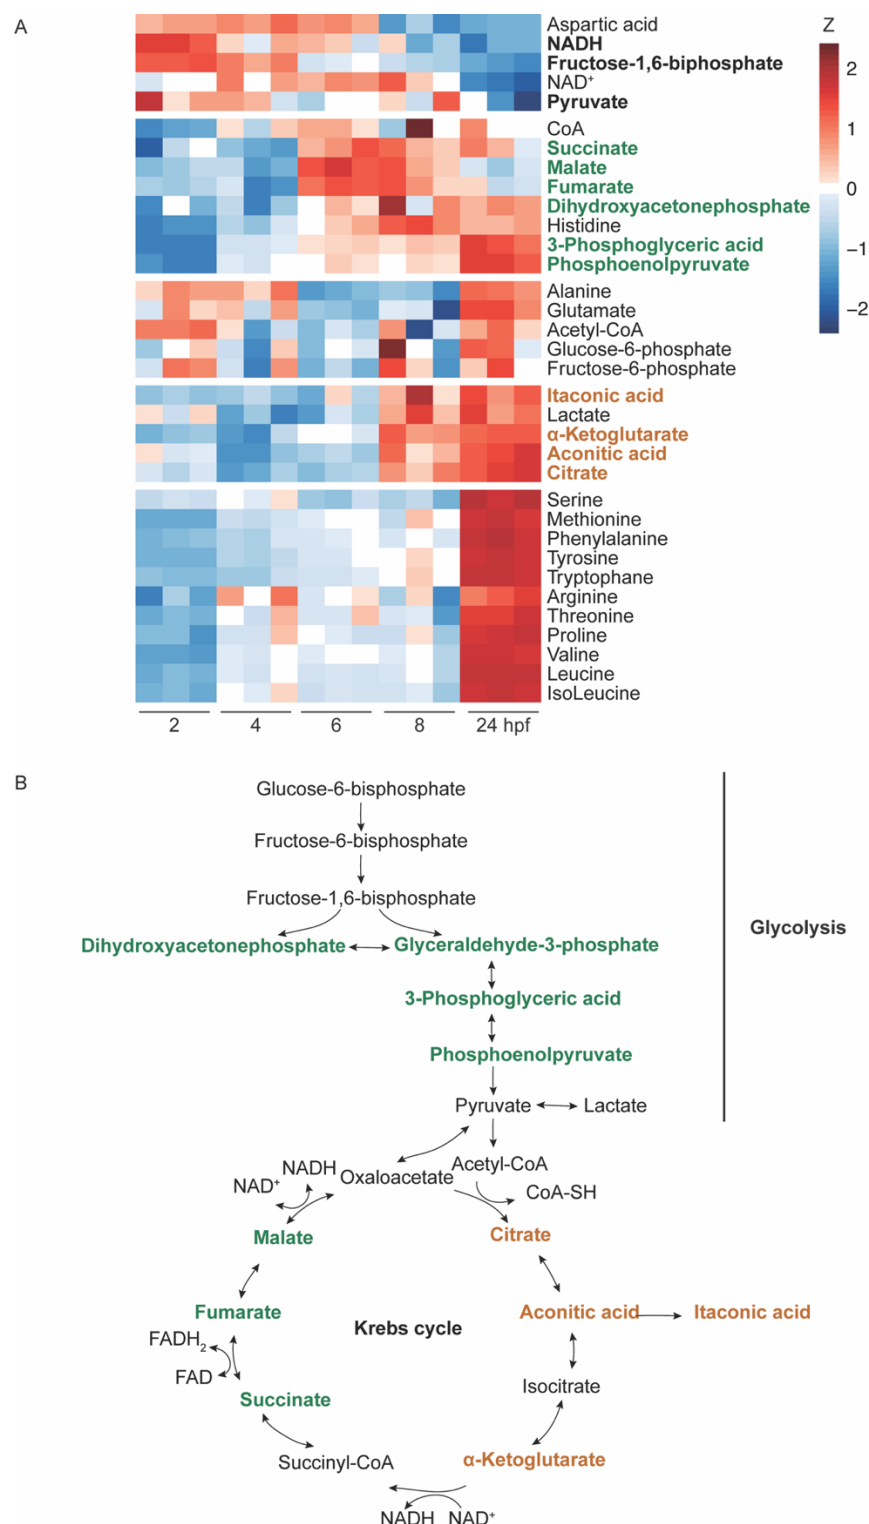 A
Z
Aspartic acid
NADH
Fructose-1,6-biphosphate
NAD⁺
Pyruvate
CoA
Succinate
Malate
Fumarate
Dihydroxyacetonephosphate
Histidine
3-Phosphoglyceric acid
Phosphoenolpyruvate
Alanine
Glutamate
Acetyl-CoA
Glucose-6-phosphate
Fructose-6-phosphate
Itaconic acid
Lactate
α-Ketoglutarate
Aconitic acid
Citrate
Serine
Methionine
Phenylalanine
Tyrosine
Tryptophane
Arginine
Threonine
Proline
Valine
Leucine
IsoLeucine
2
1
0
−1
−2
2 4 6 8 24 hpf
B
Glucose-6-bisphosphate
Fructose-6-bisphosphate
Fructose-1,6-bisphosphate
Glycolysis
Dihydroxyacetonephosphate Glyceraldehyde-3-phosphate
3-Phosphoglyceric acid
Phosphoenolpyruvate
Pyruvate Lactate
Acetyl-CoA
NADH Oxaloacetate
NAD⁺ CoA-SH
Malate Citrate
Fumarate Aconitic acid Itaconic acid
Krebs cycle
FADH₂
FAD Isocitrate
Succinate
Succinyl-CoA α-Ketoglutarate
NADH NAD⁺